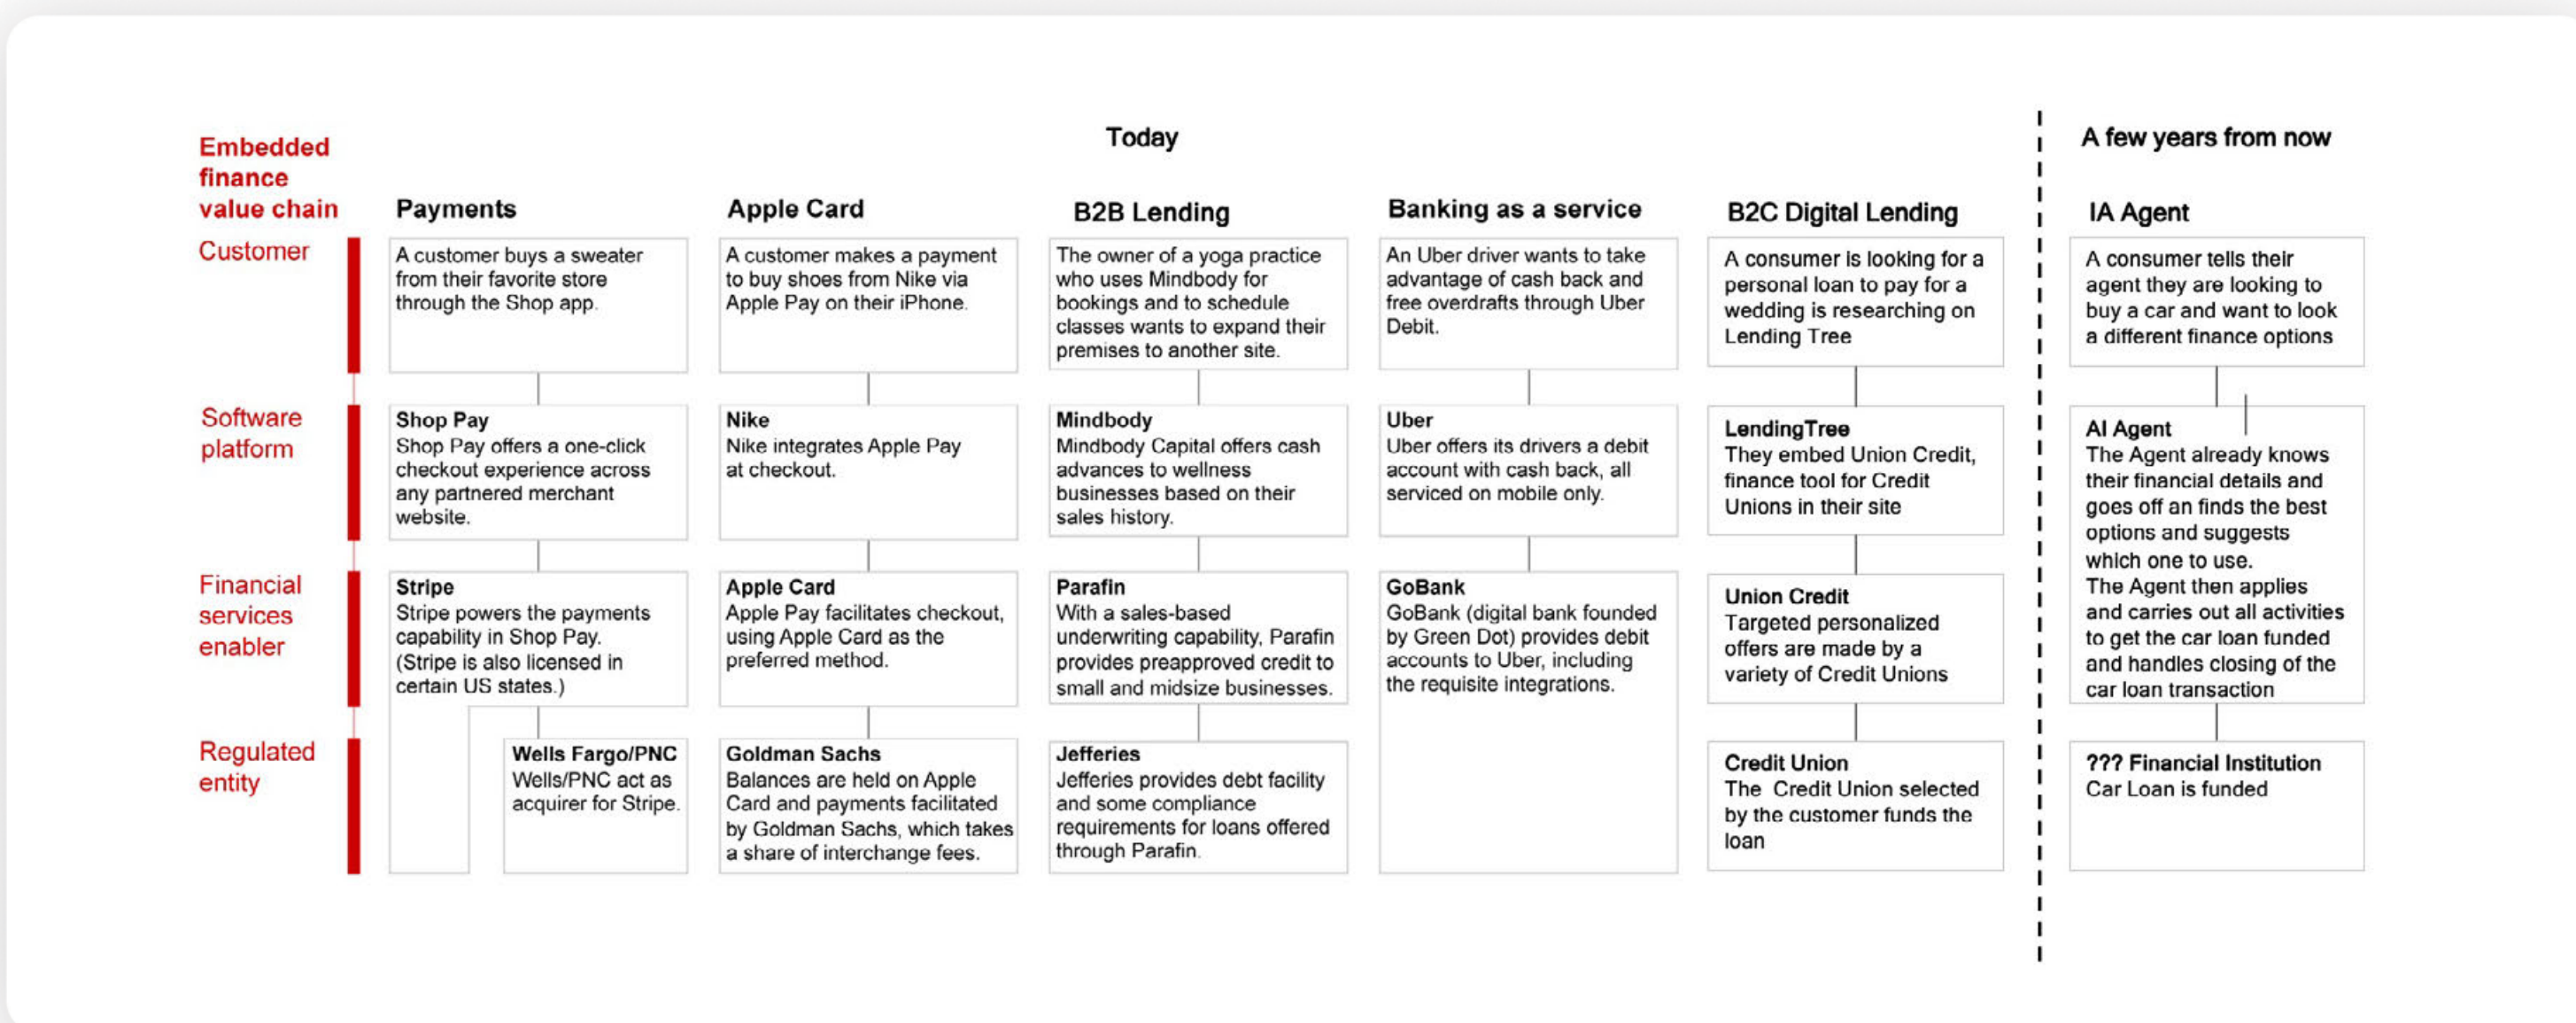 Embedded
finance
value chain
Today
A few years from now
Payments
Apple Card
B2B Lending
Banking as a service
B2C Digital Lending
IA Agent
Customer
A customer buys a sweater
from their favorite store
through the Shop app.
A customer makes a payment
to buy shoes from Nike via
Apple Pay on their iPhone.
The owner of a yoga practice
who uses Mindbody for
bookings and to schedule
classes wants to expand their
premises to another site.
An Uber driver wants to take
advantage of cash back and
free overdrafts through Uber
Debit.
A consumer is looking for a
personal loan to pay for a
wedding is researching on
Lending Tree
A consumer tells their
agent they are looking to
buy a car and want to look
a different finance options
Software
platform
Shop Pay
Shop Pay offers a one-click
checkout experience across
any partnered merchant
website.
Nike
Nike integrates Apple Pay
at checkout.
Mindbody
Mindbody Capital offers cash
advances to wellness
businesses based on their
sales history.
Uber
Uber offers its drivers a debit
account with cash back, all
serviced on mobile only.
LendingTree
They embed Union Credit,
finance tool for Credit
Unions in their site
AI Agent
The Agent already knows
their financial details and
goes off an finds the best
options and suggests
which one to use.
The Agent then applies
and carries out all activities
to get the car loan funded
and handles closing of the
car loan transaction
Financial
services
enabler
Stripe
Stripe powers the payments
capability in Shop Pay.
(Stripe is also licensed in
certain US states.)
Apple Card
Apple Pay facilitates checkout,
using Apple Card as the
preferred method.
Parafin
With a sales-based
underwriting capability, Parafin
provides preapproved credit to
small and midsize businesses.
GoBank
GoBank (digital bank founded
by Green Dot) provides debit
accounts to Uber, including
the requisite integrations.
Union Credit
Targeted personalized
offers are made by a
variety of Credit Unions
Regulated
entity
Wells Fargo/PNC
Wells/PNC act as
acquirer for Stripe.
Goldman Sachs
Balances are held on Apple
Card and payments facilitated
by Goldman Sachs, which takes
a share of interchange fees.
Jefferies
Jefferies provides debt facility
and some compliance
requirements for loans offered
through Parafin.
Credit Union
The Credit Union selected
by the customer funds the
loan
??? Financial Institution
Car Loan is funded